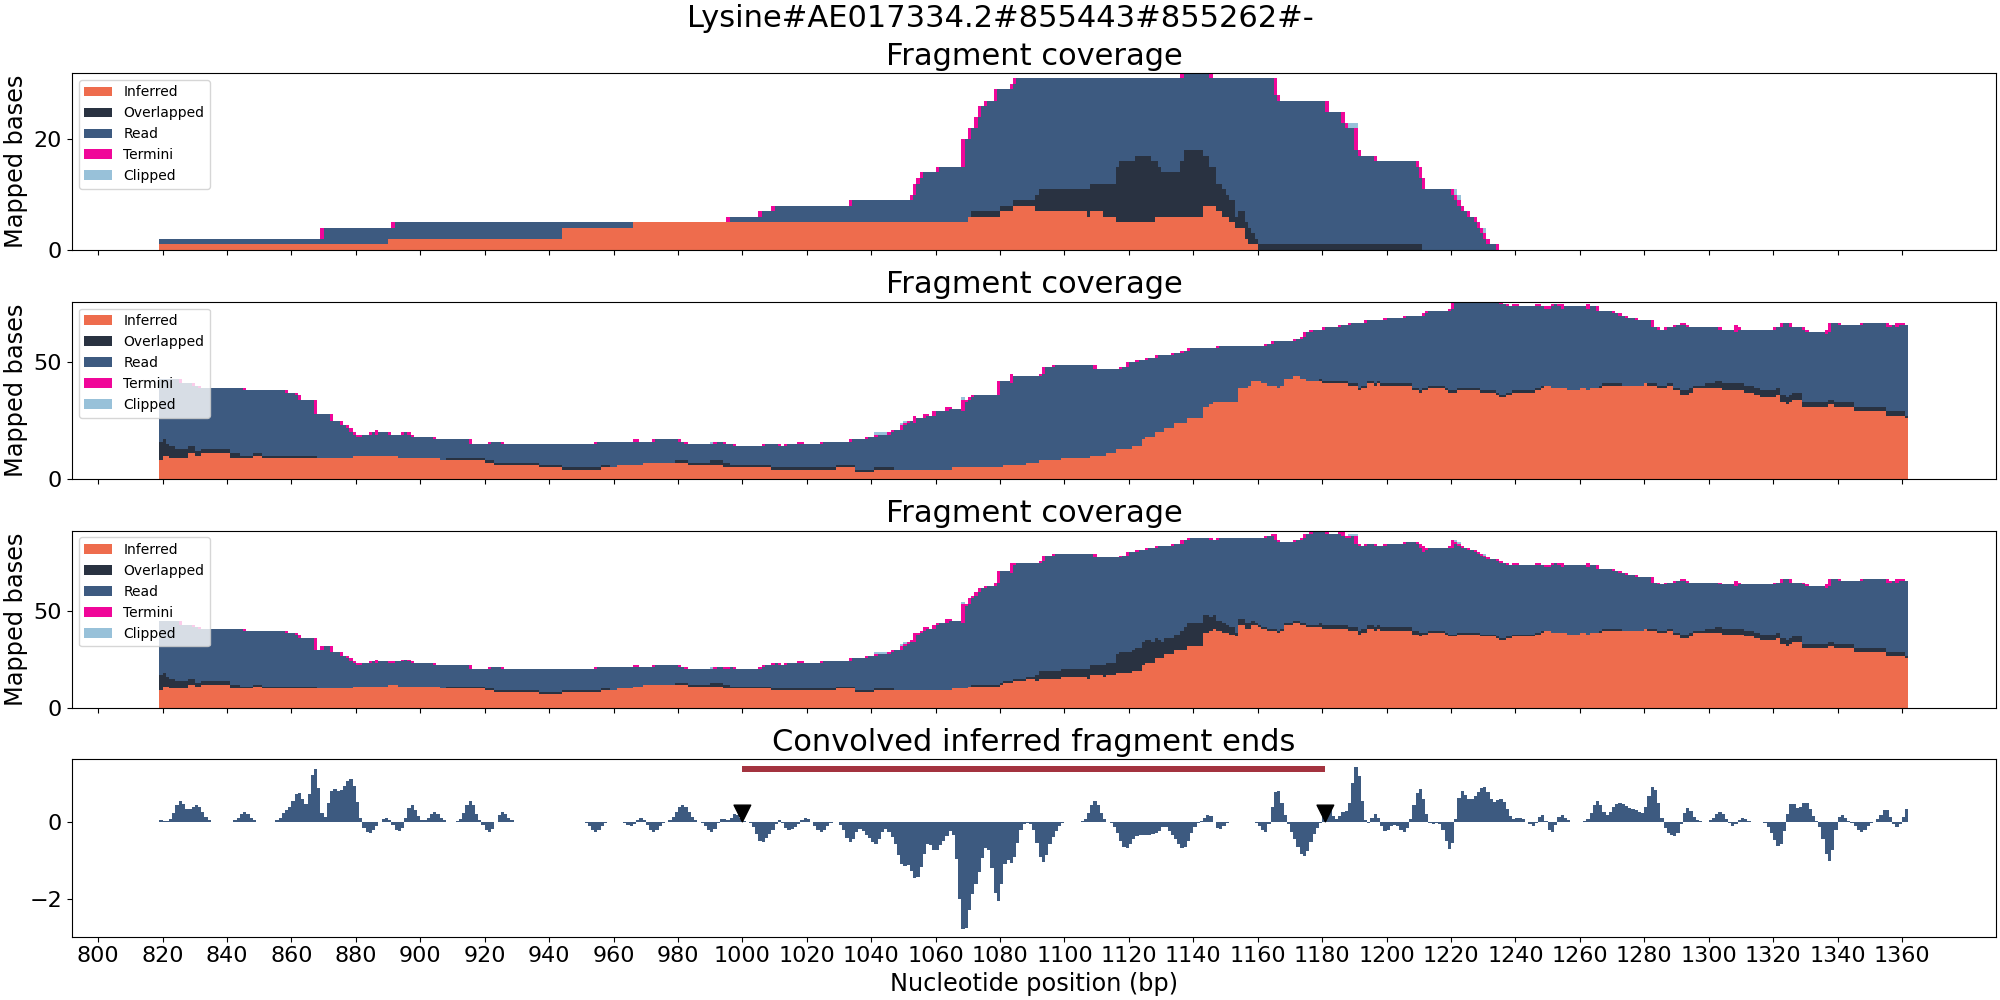 Lysine#AE017334.2#855443#855262#-
Fragment coverage
Mapped bases
20
0
Inferred
Overlapped
Read
Termini
Clipped
Fragment coverage
Mapped bases
50
0
Inferred
Overlapped
Read
Termini
Clipped
Fragment coverage
Mapped bases
50
0
Inferred
Overlapped
Read
Termini
Clipped
Convolved inferred fragment ends
0
−2
800 820 840 860 880 900 920 940 960 980 1000 1020 1040 1060 1080 1100 1120 1140 1160 1180 1200 1220 1240 1260 1280 1300 1320 1340 1360
Nucleotide position (bp)